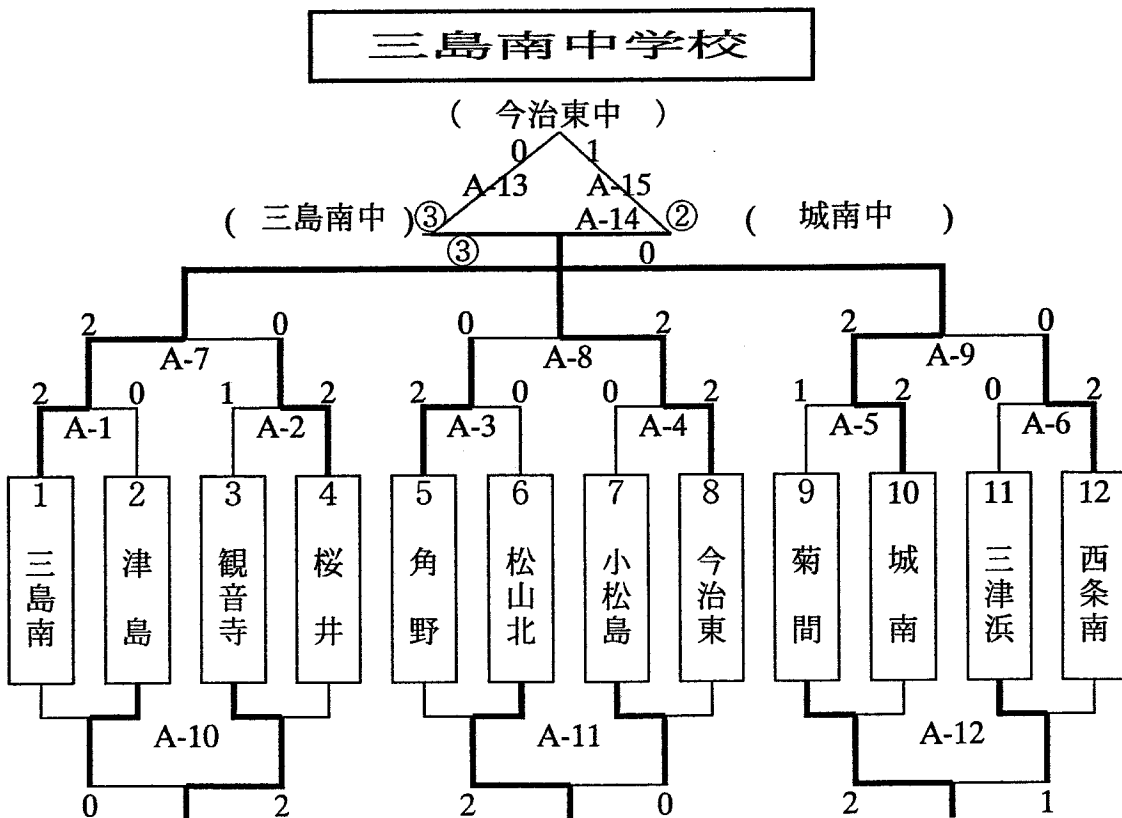 三島南中学校
( 今治東中 )
0 1
A-13 A-15
( 三島南中 ) ③ A-14 ② ( 城南中 )
③ 0
2 0 0 2 2 0
A-7 A-8 A-9
2 0 1 2 2 0 0 2 1 2 0 2
A-1 A-2 A-3 A-4 A-5 A-6
1 2 3 4 5 6 7 8 9 10 11 12
三島南
津島
観音寺
桜井
角野
松山北
小松島
今治東
菊間
城南
三津浜
西条南
A-10 A-11 A-12
0 2 2 0 2 1